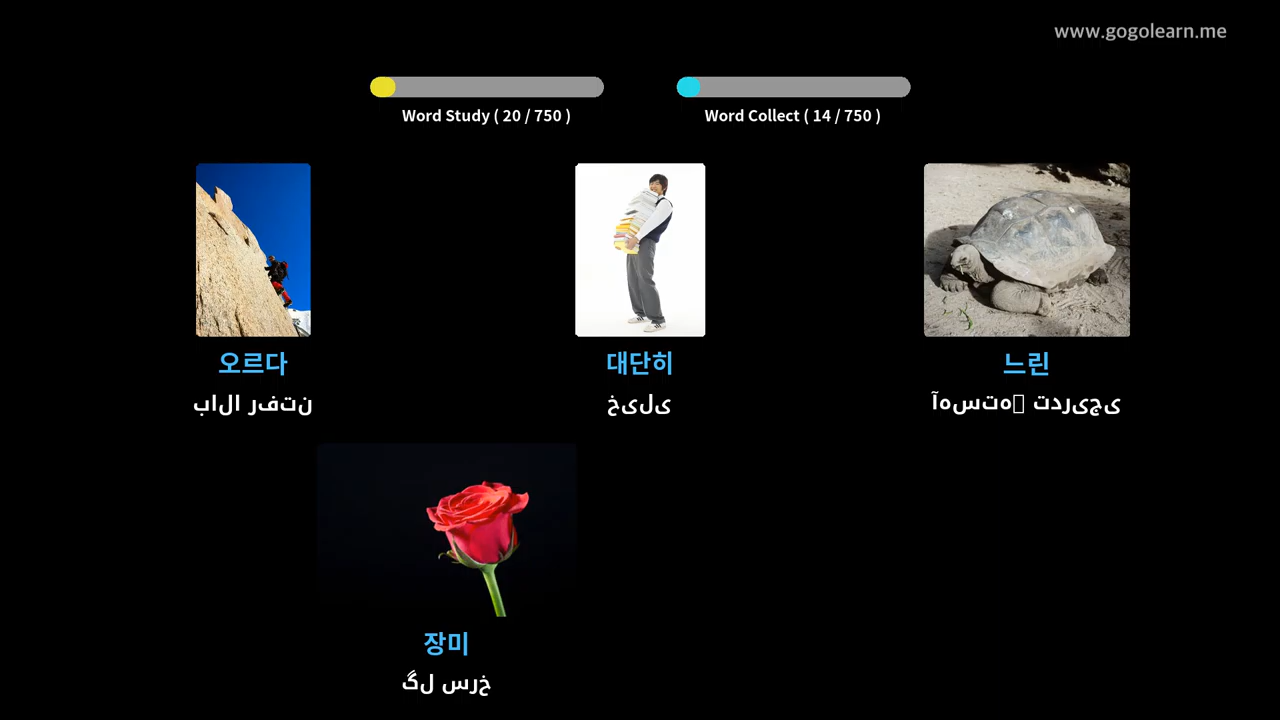 www.gogolearn.me
Word Study ( 20 / 750 )
Word Collect ( 14 / 750 )
오르다
بالا رفتن
대단히
خیلی
느린
آهسته تدریجی
장미
گل سرخ